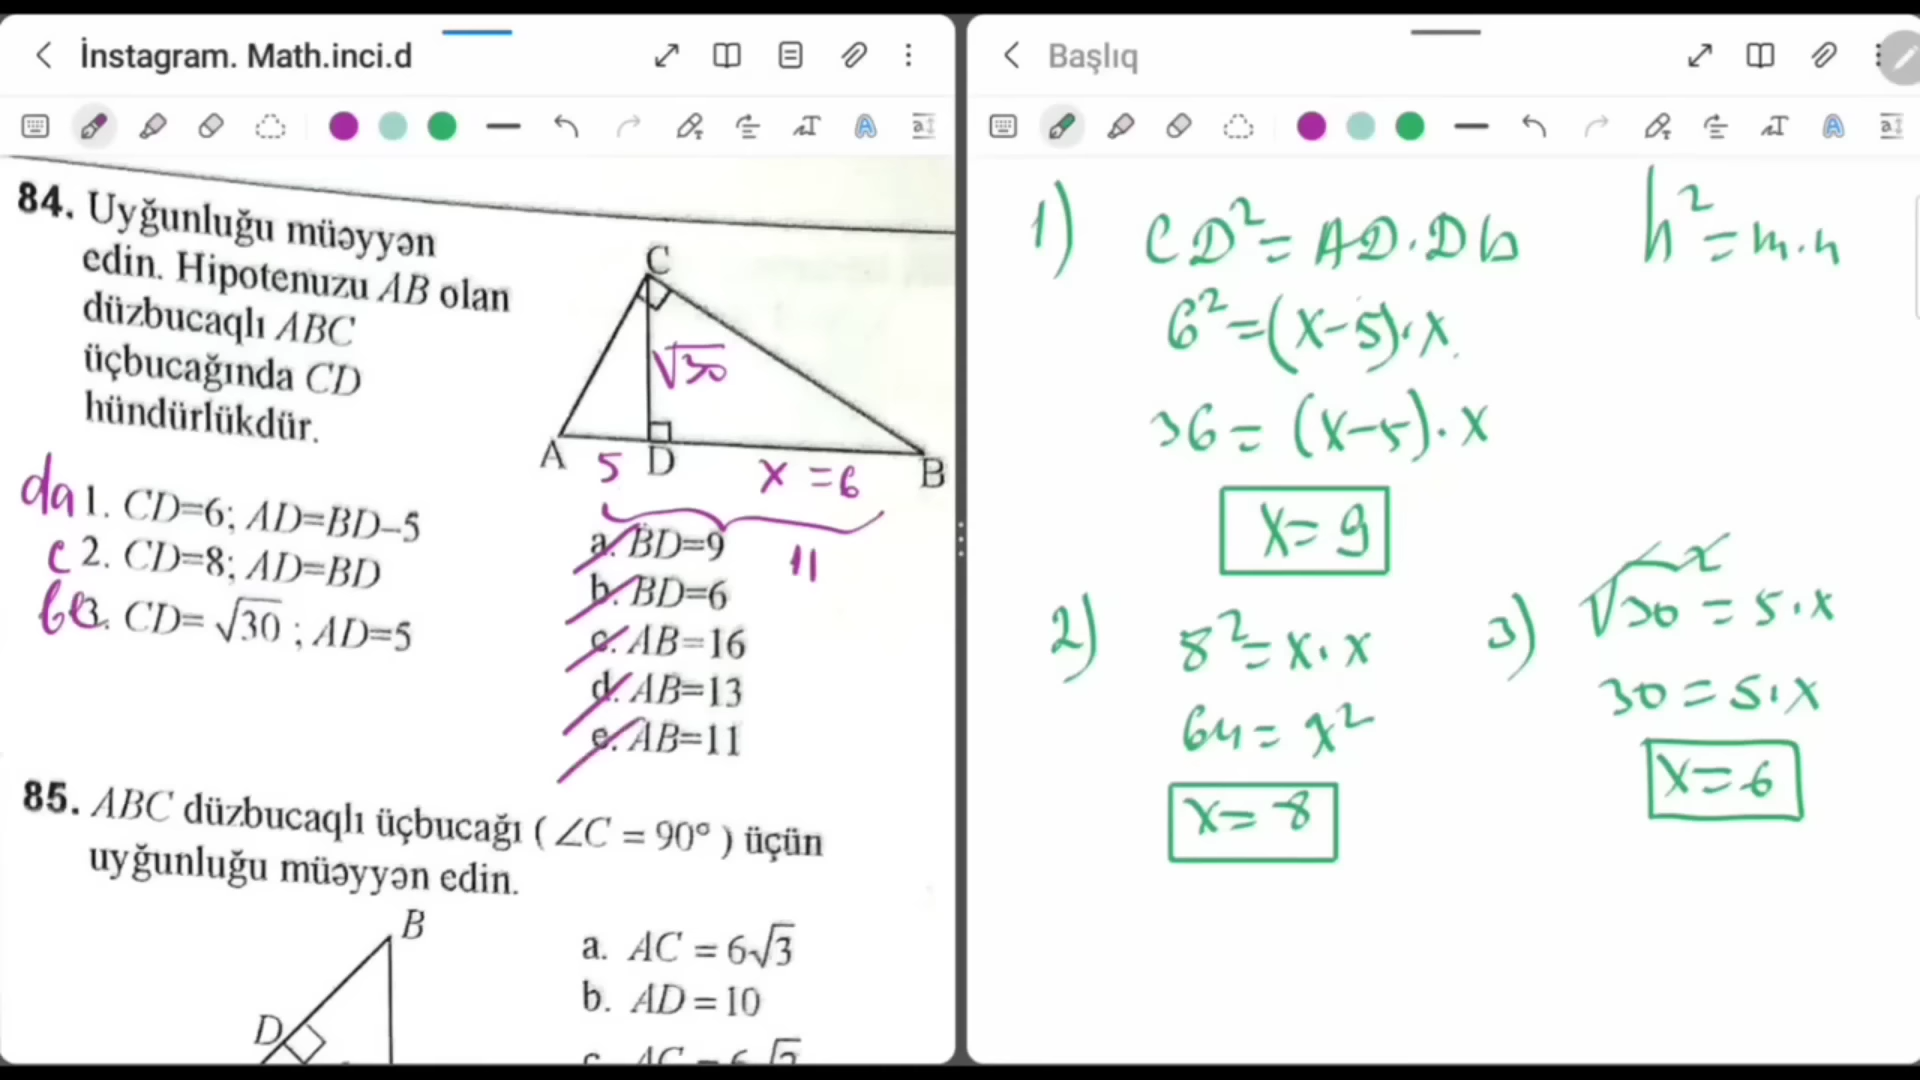 İnstagram. Math.inci.d
Başlıq
84. Uyğunluğu müəyyən
edin. Hipotenuzu AB olan
düzbucaqlı ABC
üçbucağında CD
hündürlükdür.
C
√30
A 5 D x = 6 B
11
da 1. CD=6; AD=BD–5
c 2. CD=8; AD=BD
be 3. CD= √30 ; AD=5
a. BD=9
b. BD=6
c. AB=16
d. AB=13
e. AB=11
85. ABC düzbucaqlı üçbucağı ( ∠C = 90° ) üçün
uyğunluğu müəyyən edin.
B
D
a. AC = 6√3
b. AD = 10
1) CD² = AD . Db
h² = m.n
6² = (x-5) . x
36 = (x-5) . x
x = 9
2) 8² = x . x
64 = x²
x = 8
3) √30² = 5 . x
30 = 5 . x
x = 6